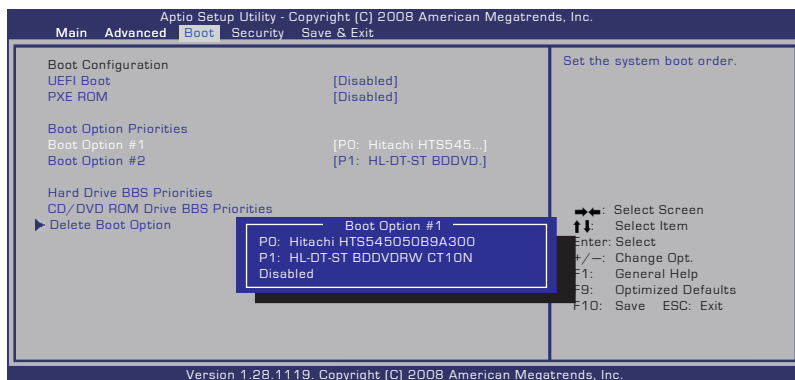 Aptio Setup Utility - Copyright (C) 2008 American Megatrends, Inc.
Main Advanced Boot Security Save & Exit
Boot Configuration
UEFI Boot [Disabled]
PXE ROM [Disabled]
Boot Option Priorities
Boot Option #1 [P0: Hitachi HTS545...]
Boot Option #2 [P1: HL-DT-ST BDDVD.]
Hard Drive BBS Priorities
CD/DVD ROM Drive BBS Priorities
Delete Boot Option
Boot Option #1
P0: Hitachi HTS545050B9A300
P1: HL-DT-ST BDDVDRW CT10N
Disabled
Set the system boot order.
→←: Select Screen
↑↓: Select Item
Enter: Select
+/—: Change Opt.
F1: General Help
F9: Optimized Defaults
F10: Save ESC: Exit
Version 1.28.1119. Copyright (C) 2008 American Megatrends, Inc.